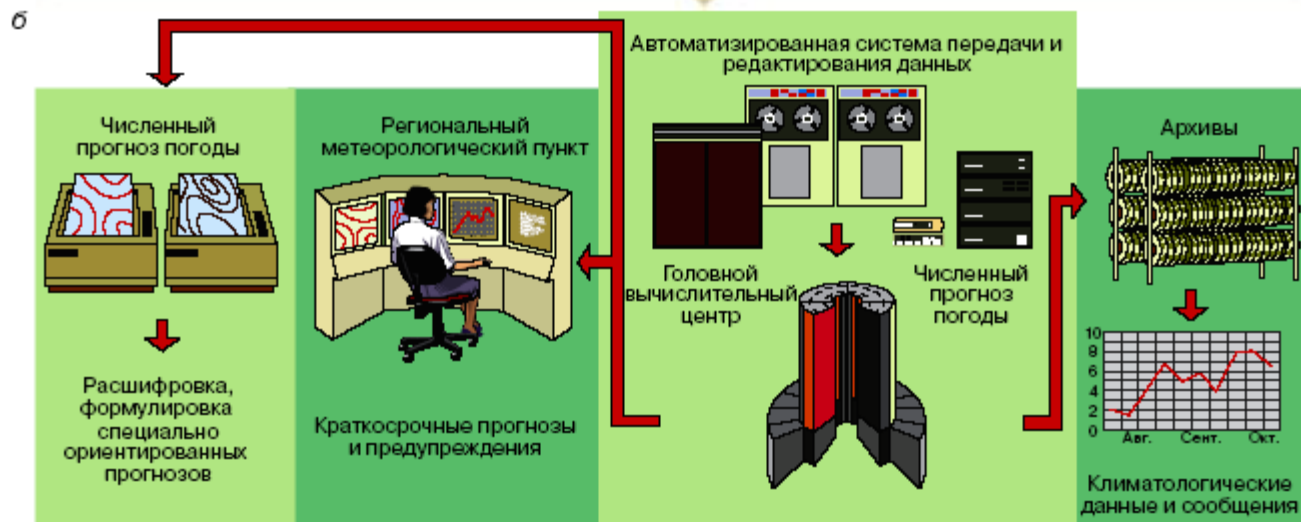 б
Численный
прогноз погоды
Расшифровка,
формулировка
специально
ориентированных
прогнозов
Региональный
метеорологический пункт
Краткосрочные прогнозы
и предупреждения
Автоматизированная система передачи и
редактирования данных
Головной
вычислительный
центр
Численный
прогноз
погоды
Архивы
10
8
6
4
2
0
Авг. Сент. Окт.
Климатологические
данные и сообщения